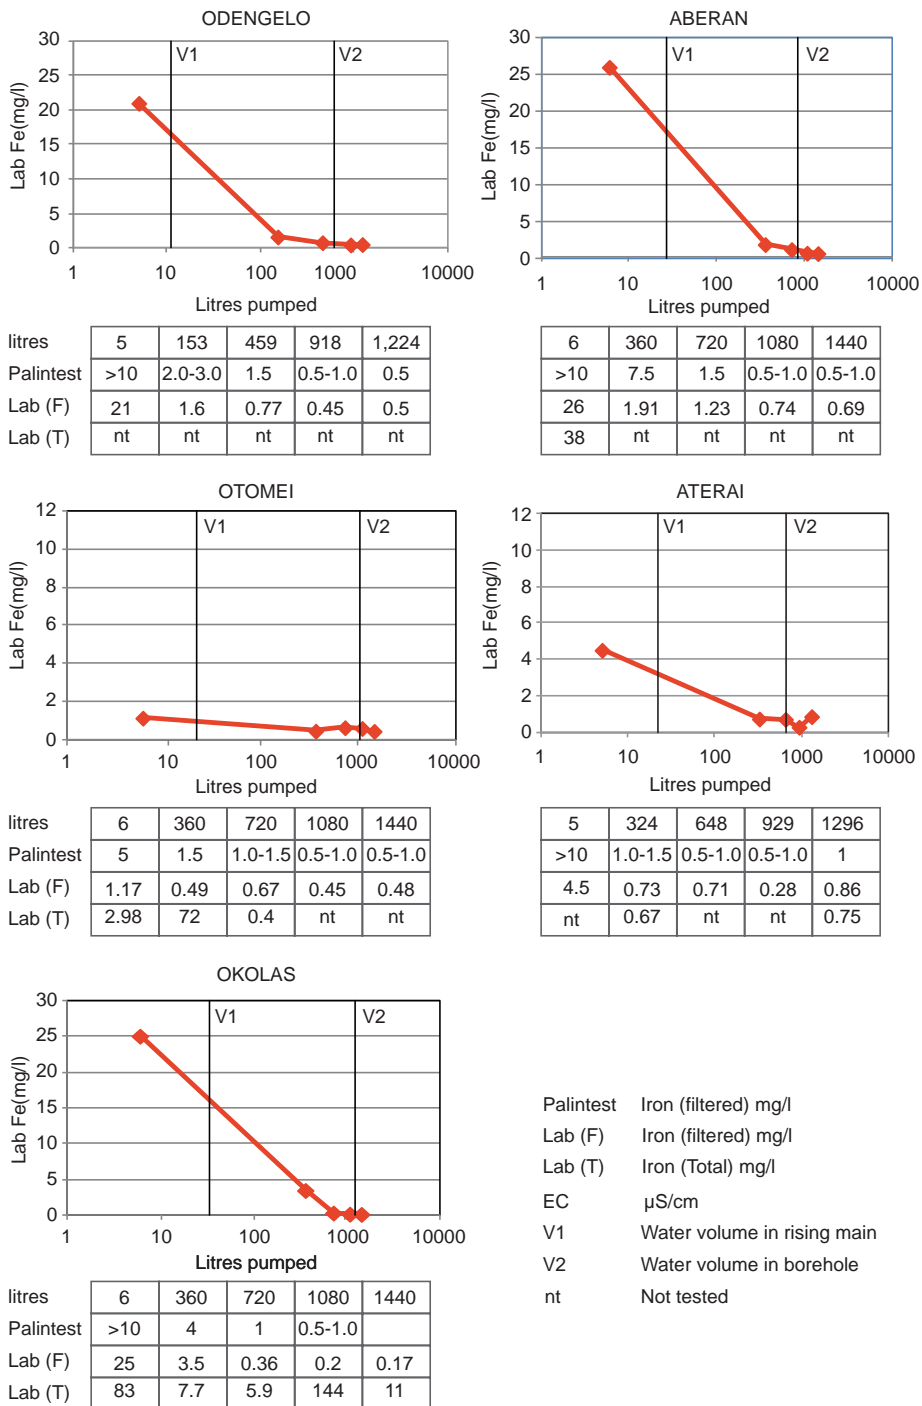 ODENGELO
Lab Fe(mg/l)
30
25
20
15
10
5
0
V1 V2
1 10 100 1000 10000
Litres pumped
litres 5 153 459 918 1,224
Palintest >10 2.0-3.0 1.5 0.5-1.0 0.5
Lab (F) 21 1.6 0.77 0.45 0.5
Lab (T) nt nt nt nt nt
ABERAN
Lab Fe(mg/l)
30
25
20
15
10
5
0
V1 V2
1 10 100 1000 10000
Litres pumped
6 360 720 1080 1440
>10 7.5 1.5 0.5-1.0 0.5-1.0
26 1.91 1.23 0.74 0.69
38 nt nt nt nt
OTOMEI
Lab Fe(mg/l)
12
10
8
6
4
2
0
V1 V2
1 10 100 1000 10000
Litres pumped
litres 6 360 720 1080 1440
Palintest 5 1.5 1.0-1.5 0.5-1.0 0.5-1.0
Lab (F) 1.17 0.49 0.67 0.45 0.48
Lab (T) 2.98 72 0.4 nt nt
ATERAI
Lab Fe(mg/l)
12
10
8
6
4
2
0
V1 V2
1 10 100 1000 10000
Litres pumped
5 324 648 929 1296
>10 1.0-1.5 0.5-1.0 0.5-1.0 1
4.5 0.73 0.71 0.28 0.86
nt 0.67 nt nt 0.75
OKOLAS
Lab Fe(mg/l)
30
25
20
15
10
5
0
V1 V2
1 10 100 1000 10000
Litres pumped
litres 6 360 720 1080 1440
Palintest >10 4 1 0.5-1.0
Lab (F) 25 3.5 0.36 0.2 0.17
Lab (T) 83 7.7 5.9 144 11
Palintest Iron (filtered) mg/l
Lab (F) Iron (filtered) mg/l
Lab (T) Iron (Total) mg/l
EC µS/cm
V1 Water volume in rising main
V2 Water volume in borehole
nt Not tested